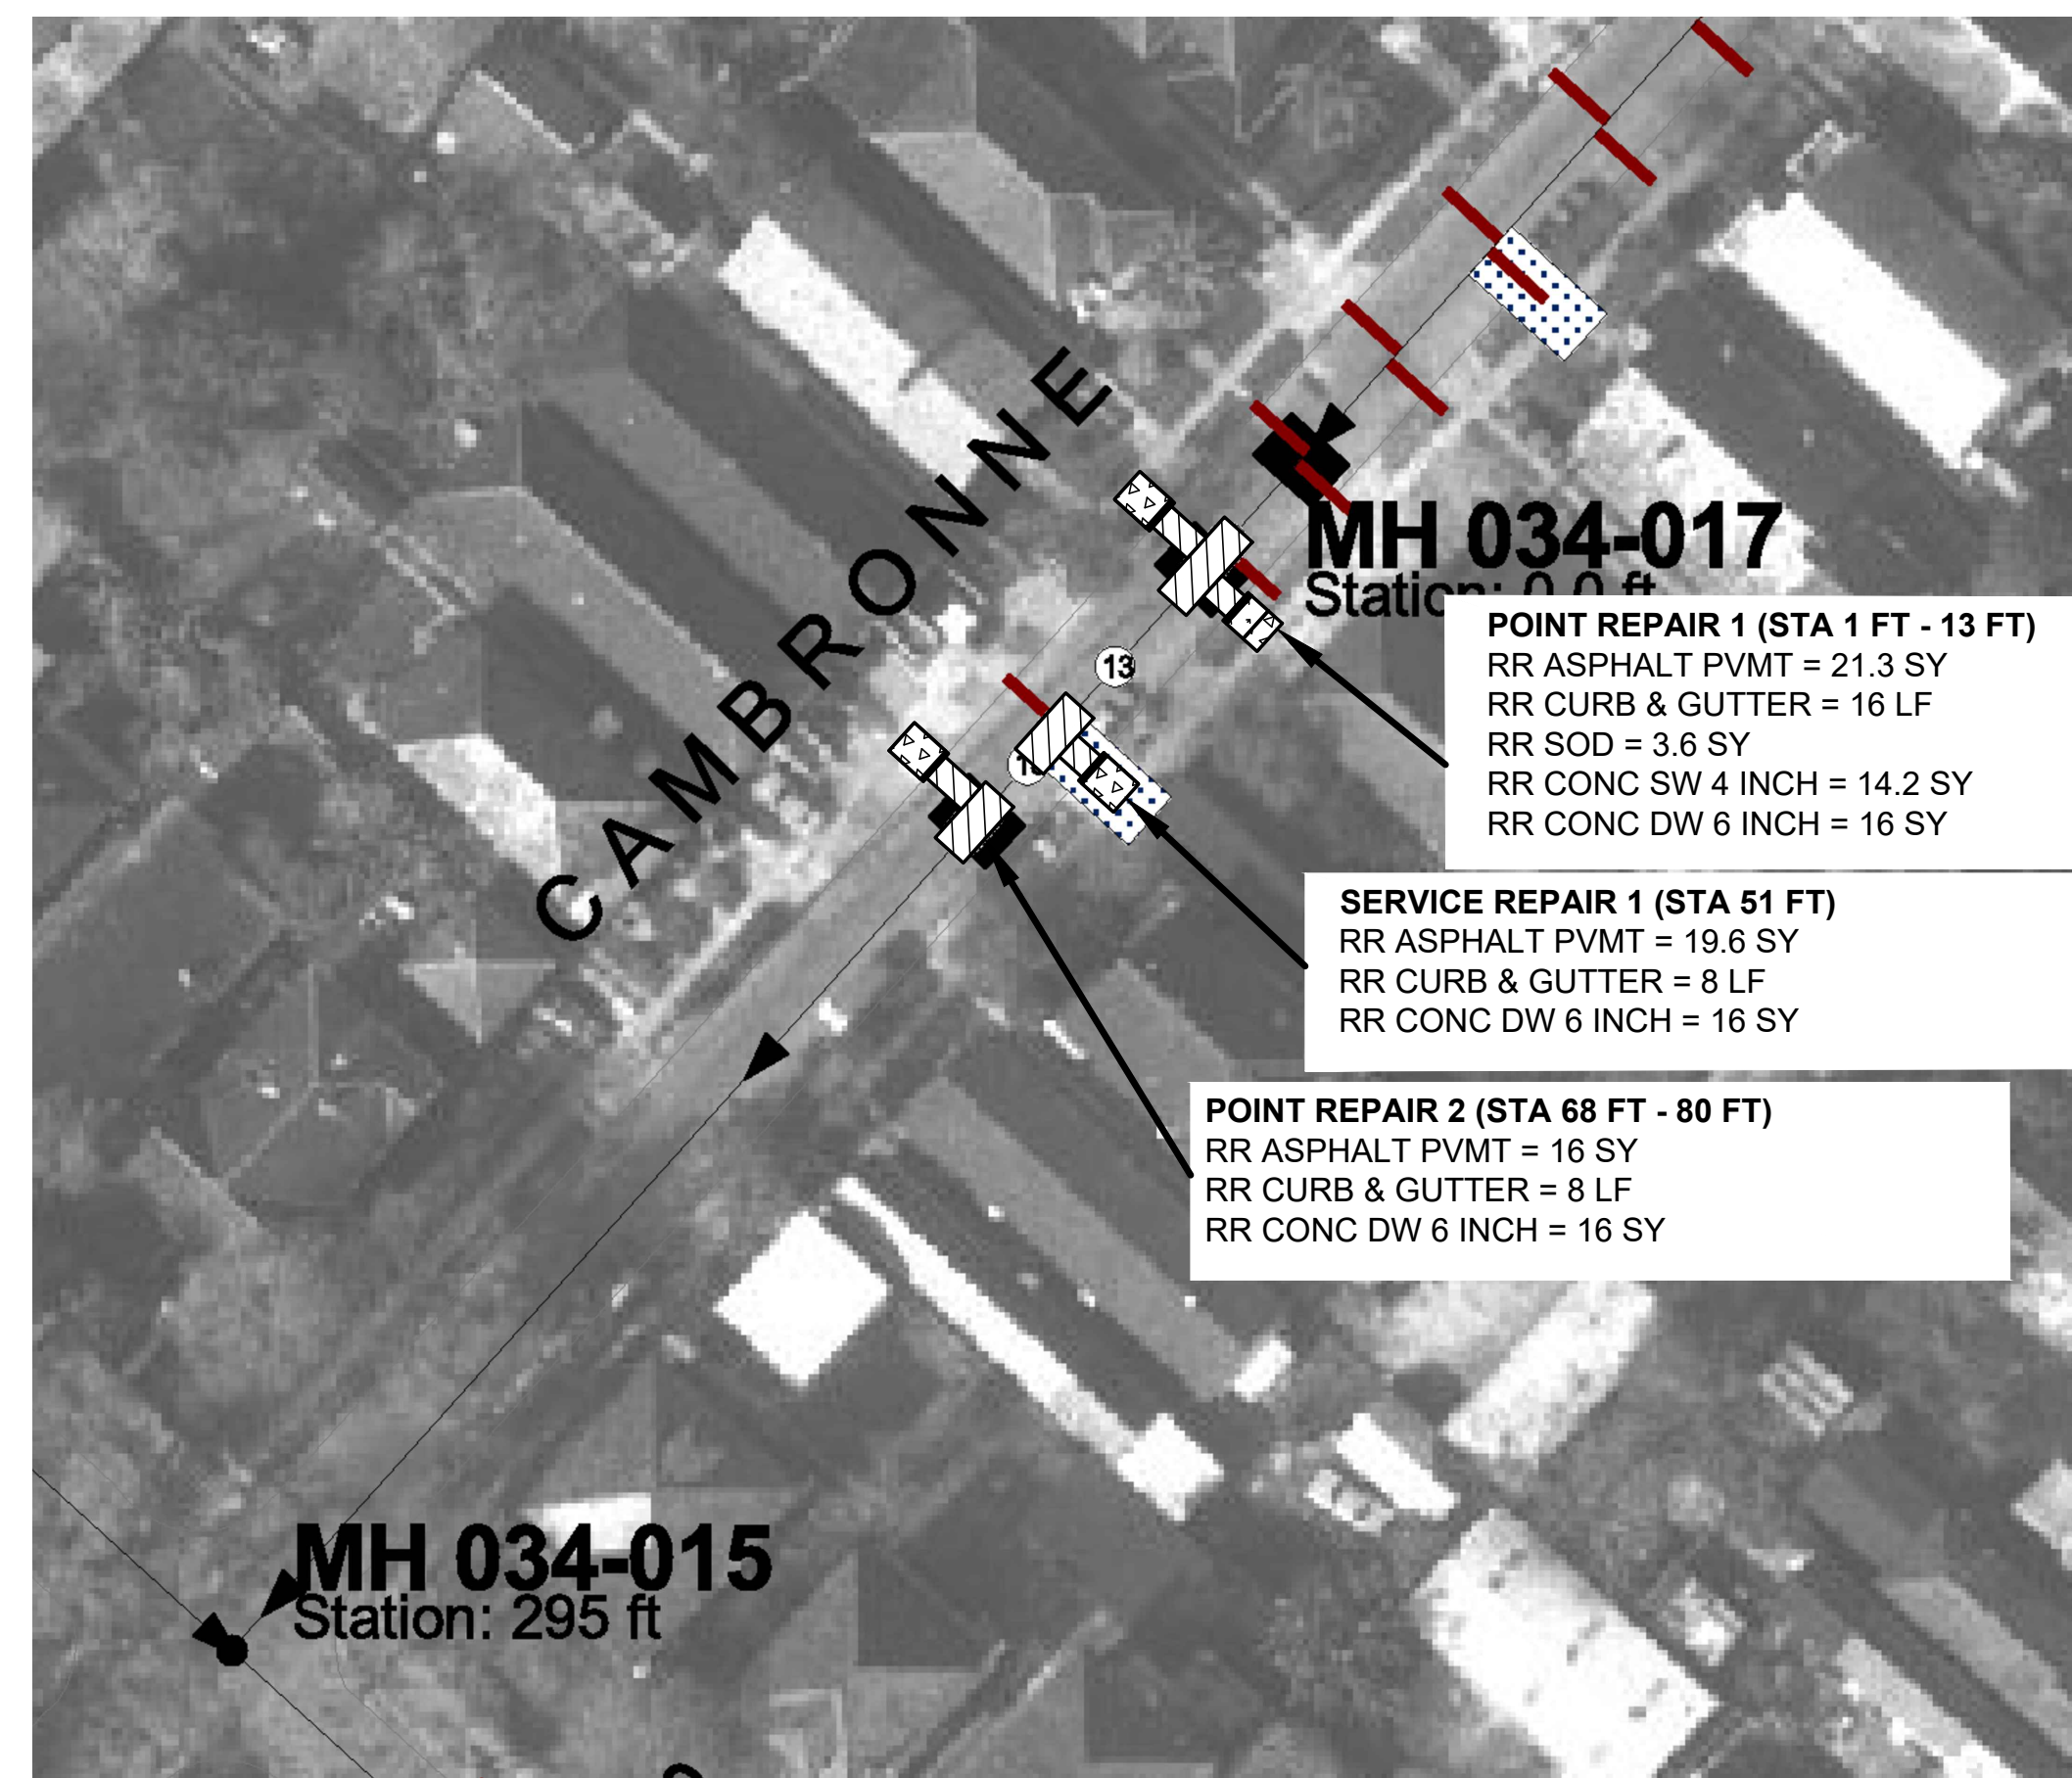 CAMBRONNE
MH 034-017
Station: 0.0 ft
13
POINT REPAIR 1 (STA 1 FT - 13 FT)
RR ASPHALT PVMT = 21.3 SY
RR CURB & GUTTER = 16 LF
RR SOD = 3.6 SY
RR CONC SW 4 INCH = 14.2 SY
RR CONC DW 6 INCH = 16 SY
SERVICE REPAIR 1 (STA 51 FT)
RR ASPHALT PVMT = 19.6 SY
RR CURB & GUTTER = 8 LF
RR CONC DW 6 INCH = 16 SY
POINT REPAIR 2 (STA 68 FT - 80 FT)
RR ASPHALT PVMT = 16 SY
RR CURB & GUTTER = 8 LF
RR CONC DW 6 INCH = 16 SY
MH 034-015
Station: 295 ft